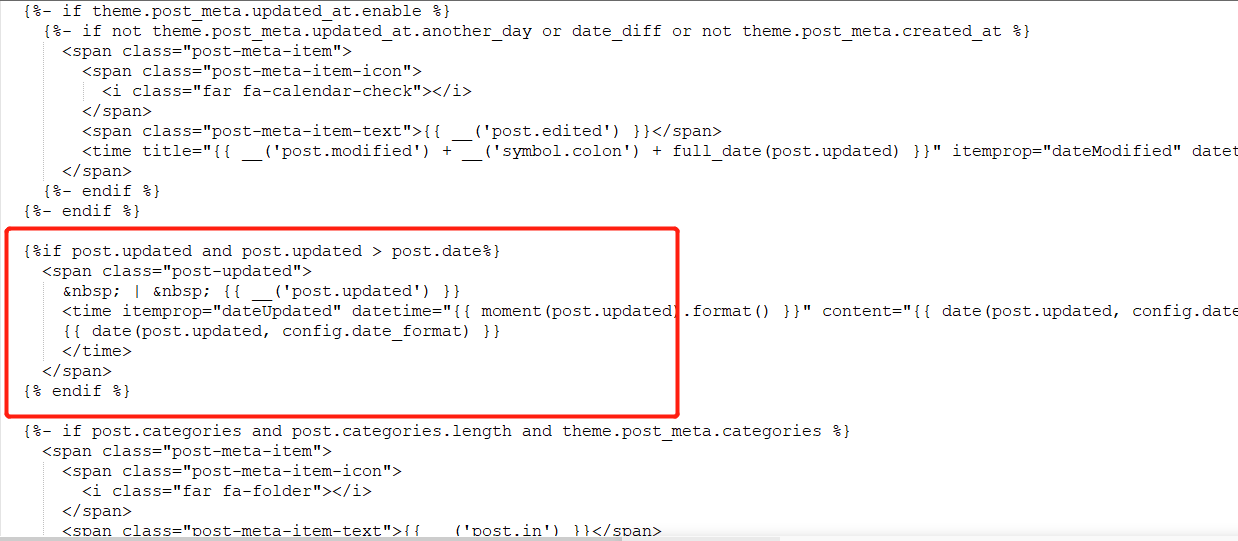 {%- if theme.post_meta.updated_at.enable %}
{%- if not theme.post_meta.updated_at.another_day or date_diff or not theme.post_meta.created_at %}
<span class="post-meta-item">
<span class="post-meta-item-icon">
<i class="far fa-calendar-check"></i>
</span>
<span class="post-meta-item-text">{{ __('post.edited') }}</span>
<time title="{{ __('post.modified') + __('symbol.colon') + full_date(post.updated) }}" itemprop="dateModified" datet
</span>
{%- endif %}
{%- endif %}
{%if post.updated and post.updated > post.date%}
<span class="post-updated">
&nbsp; | &nbsp; {{ __('post.updated') }}
<time itemprop="dateUpdated" datetime="{{ moment(post.updated).format() }}" content="{{ date(post.updated, config.date
{{ date(post.updated, config.date_format) }}
</time>
</span>
{% endif %}
{%- if post.categories and post.categories.length and theme.post_meta.categories %}
<span class="post-meta-item">
<span class="post-meta-item-icon">
<i class="far fa-folder"></i>
</span>
<span class="post-meta-item-text">{{ __('post.in') }}</span>